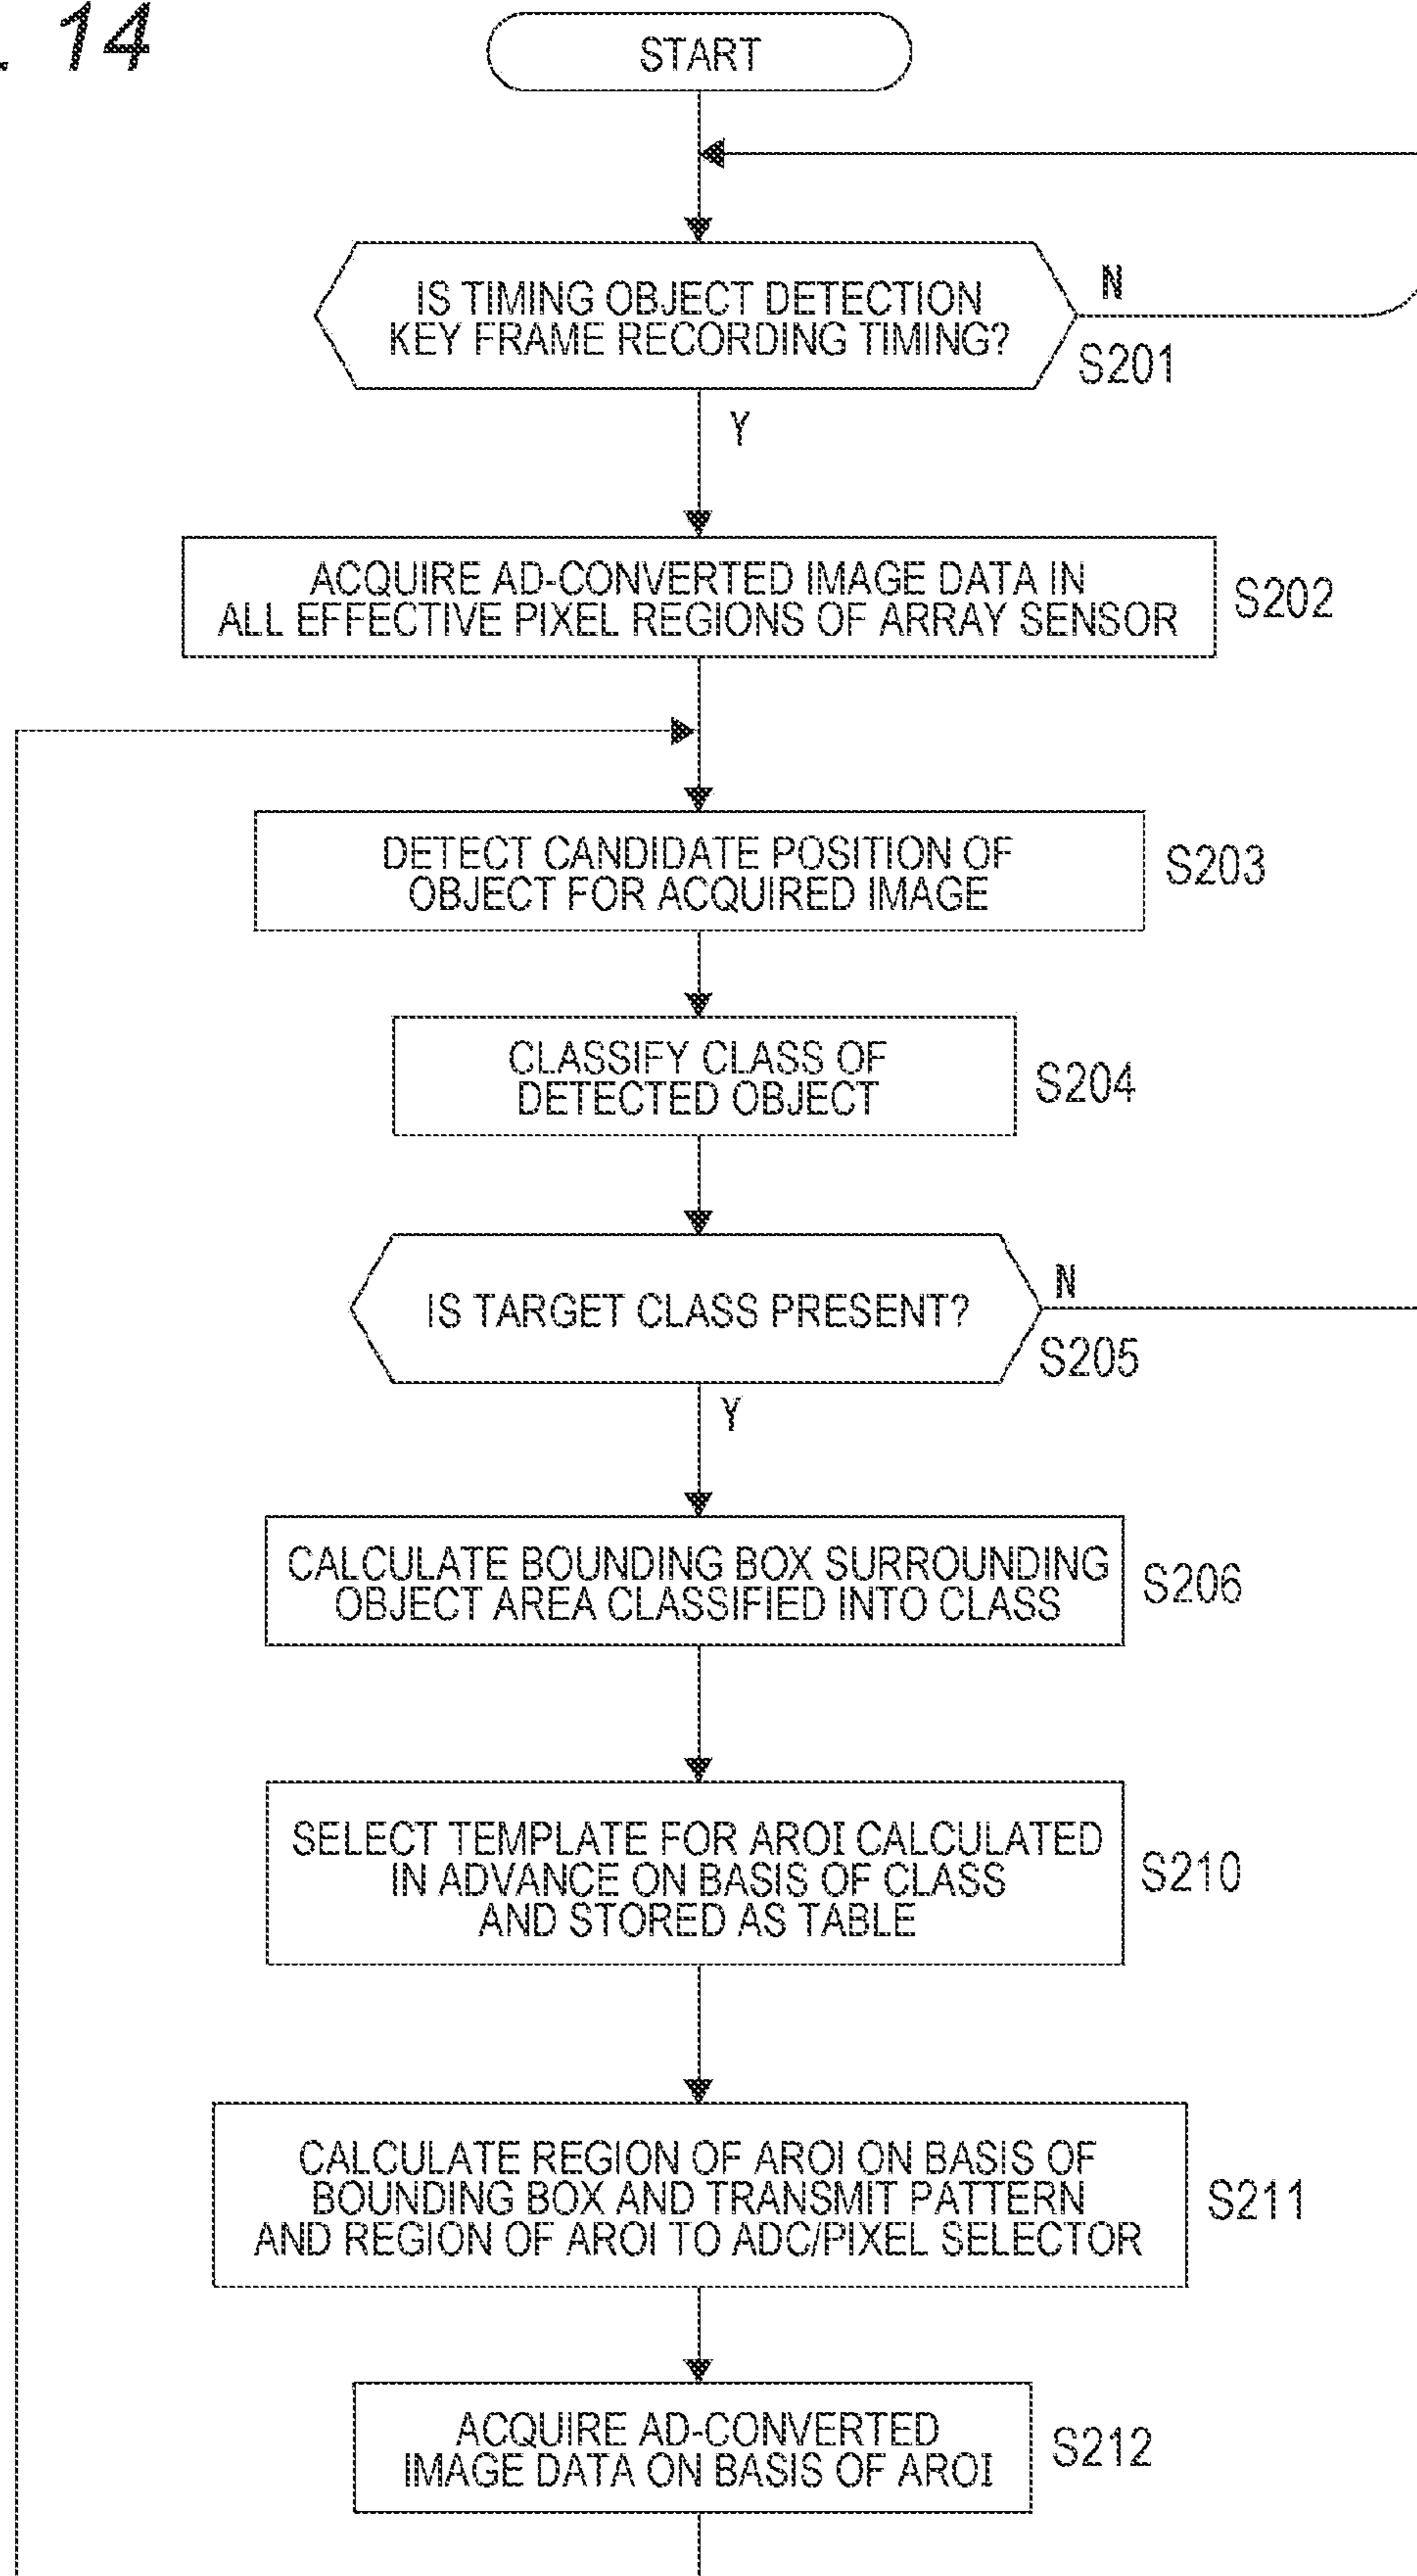 14
START
IS TIMING OBJECT DETECTION
KEY FRAME RECORDING TIMING?
N
S201
Y
ACQUIRE AD-CONVERTED IMAGE DATA IN
ALL EFFECTIVE PIXEL REGIONS OF ARRAY SENSOR
S202
DETECT CANDIDATE POSITION OF
OBJECT FOR ACQUIRED IMAGE
S203
CLASSIFY CLASS OF
DETECTED OBJECT
S204
IS TARGET CLASS PRESENT?
N
S205
Y
CALCULATE BOUNDING BOX SURROUNDING
OBJECT AREA CLASSIFIED INTO CLASS
S206
SELECT TEMPLATE FOR AROI CALCULATED
IN ADVANCE ON BASIS OF CLASS
AND STORED AS TABLE
S210
CALCULATE REGION OF AROI ON BASIS OF
BOUNDING BOX AND TRANSMIT PATTERN
AND REGION OF AROI TO ADC/PIXEL SELECTOR
S211
ACQUIRE AD-CONVERTED
IMAGE DATA ON BASIS OF AROI
S212